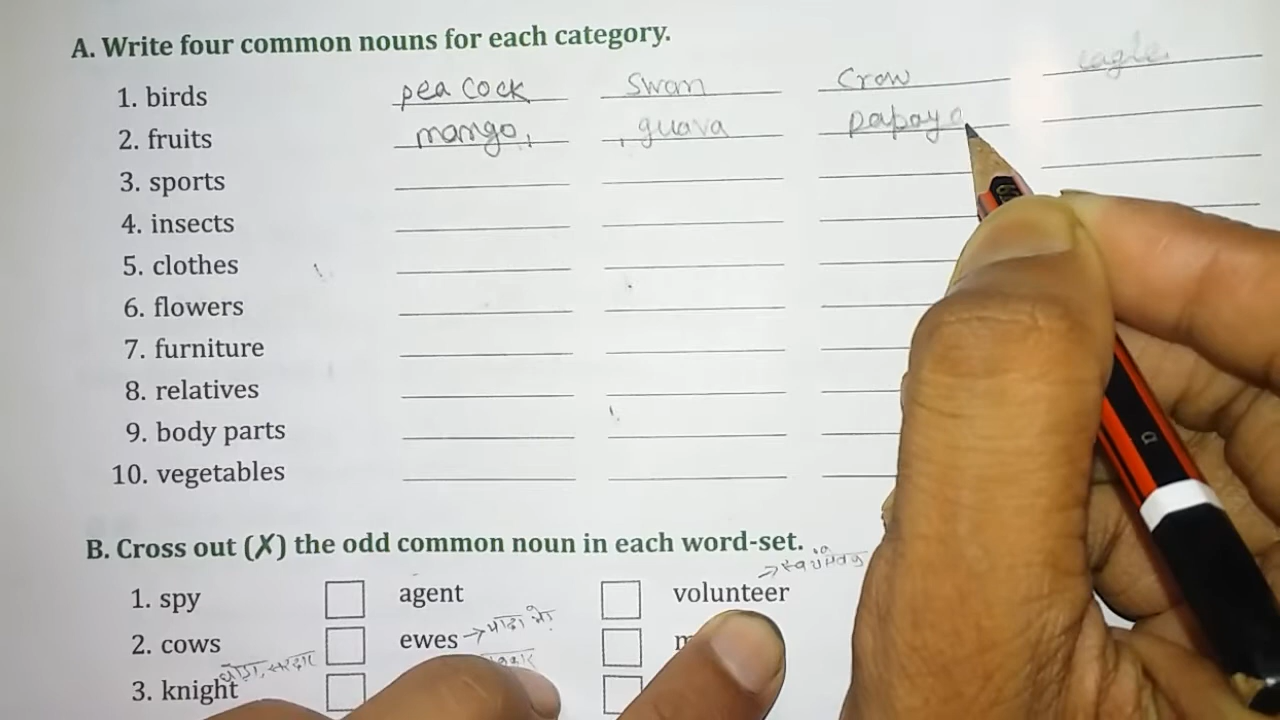 A. Write four common nouns for each category.
1. birds pea cock swan Crow eagle
2. fruits mango, , guava papaya
3. sports
4. insects
5. clothes
6. flowers
7. furniture
8. relatives
9. body parts
10. vegetables
B. Cross out (✗) the odd common noun in each word-set.
1. spy agent volunteer
2. cows ewes →
3. knight